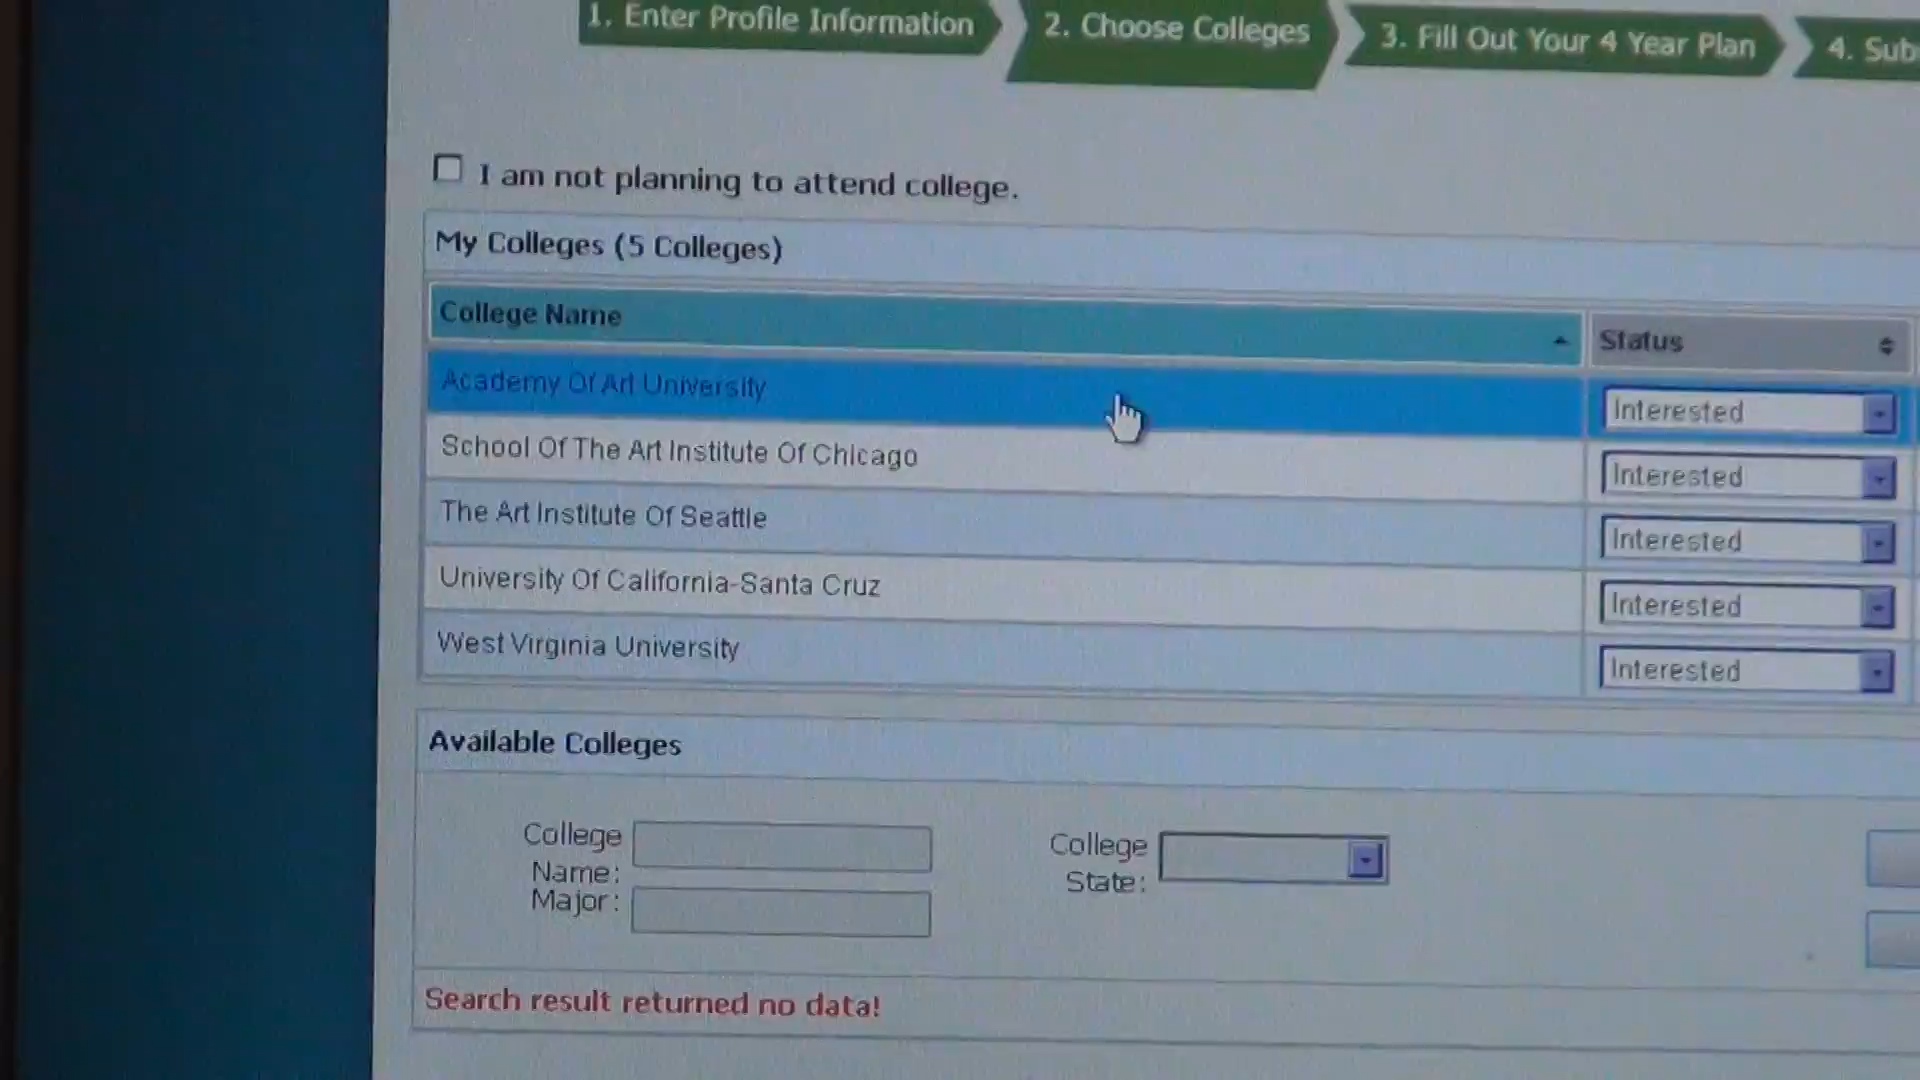 1. Enter Profile Information
2. Choose Colleges
3. Fill Out Your 4 Year Plan
4. Sub
I am not planning to attend college.
My Colleges (5 Colleges)
College Name
Status
Academy Of Art University
Interested
School Of The Art Institute Of Chicago
Interested
The Art Institute Of Seattle
Interested
University Of California-Santa Cruz
Interested
West Virginia University
Interested
Available Colleges
College
Name:
College
State:
Major:
Search result returned no data!